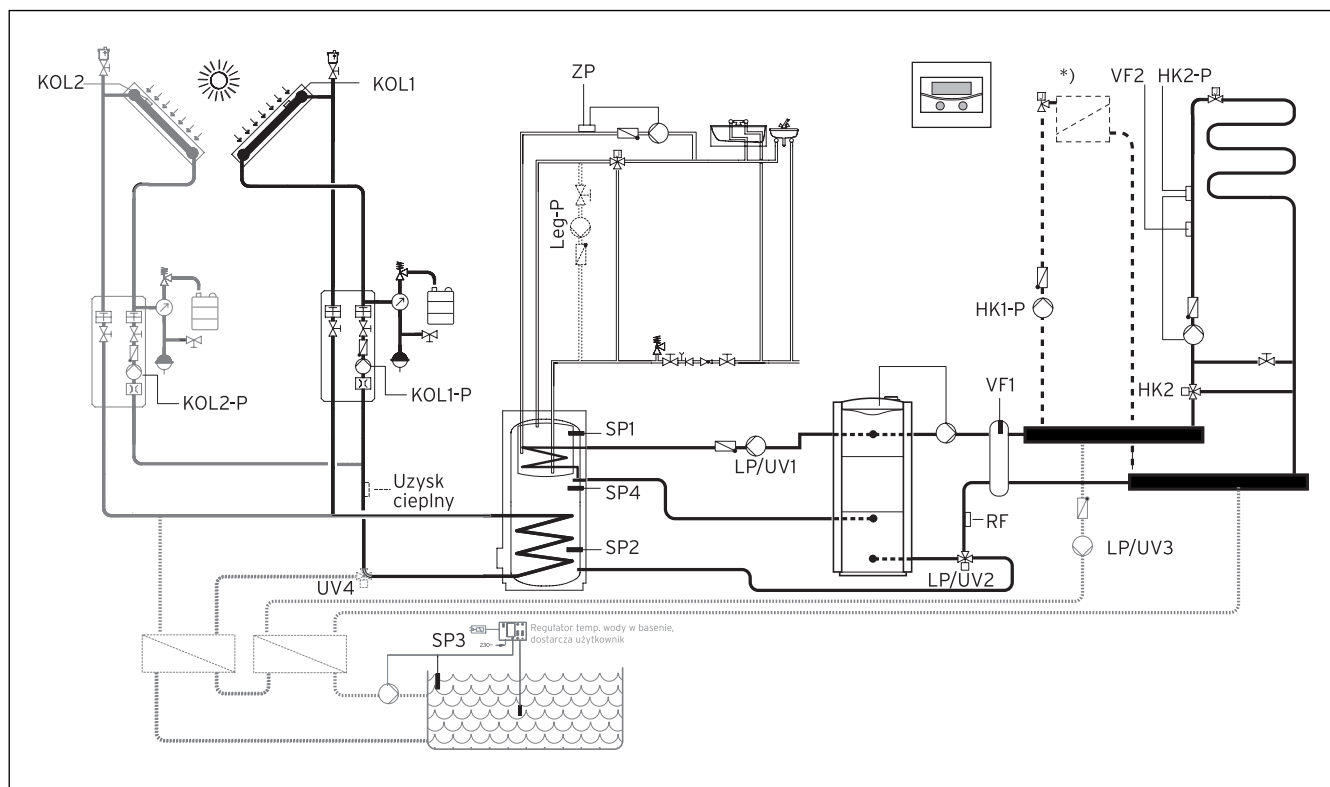 KOL2
KOL1
ZP
*)
VF2
HK2-P
Leg-P
HK1-P
KOL2-P
KOL1-P
VF1
HK2
SP1
LP/UV1
Uzysk
cieplny
SP4
RF
SP2
LP/UV3
UV4
LP/UV2
SP3
230~
Regulator temp. wody w basenie,
dostarcza użytkownik